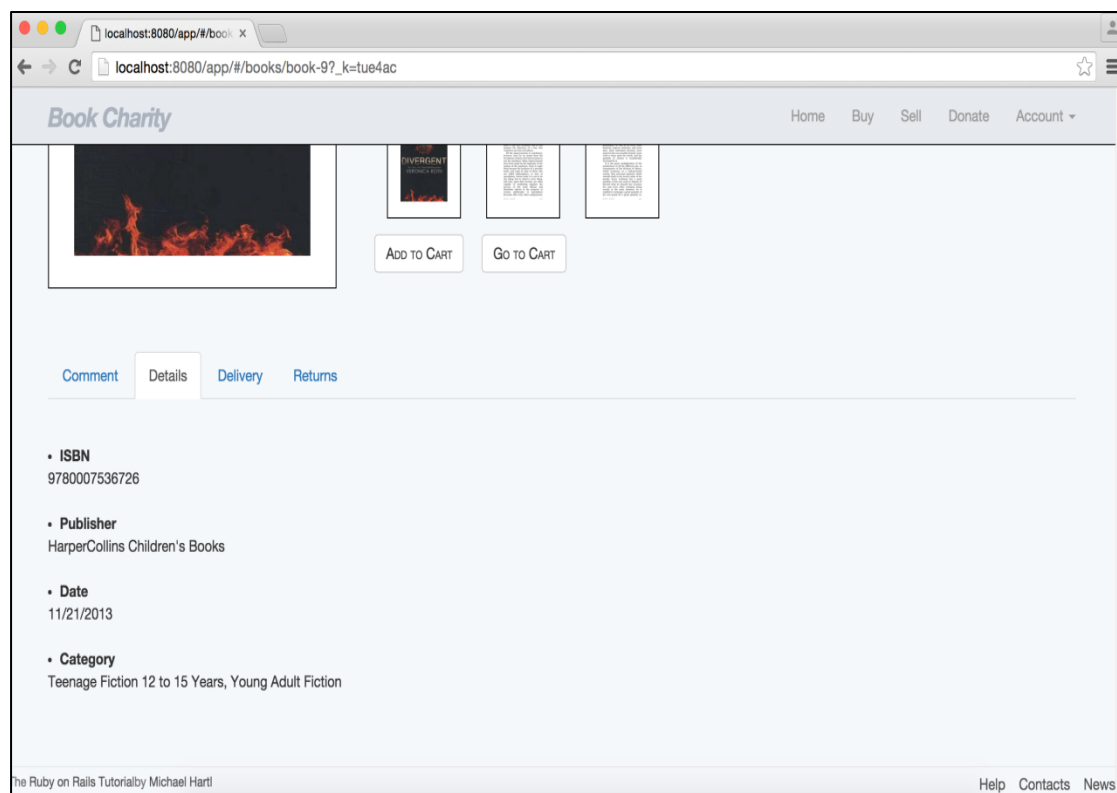 localhost:8080/app/#/book
localhost:8080/app/#/books/book-9?_k=tue4ac
Book Charity
Home Buy Sell Donate Account
DIVERGENT
VERONICA ROTH
ADD TO CART GO TO CART
Comment Details Delivery Returns
• ISBN
9780007536726
• Publisher
HarperCollins Children's Books
• Date
11/21/2013
• Category
Teenage Fiction 12 to 15 Years, Young Adult Fiction
The Ruby on Rails Tutorialby Michael Hartl
Help Contacts News